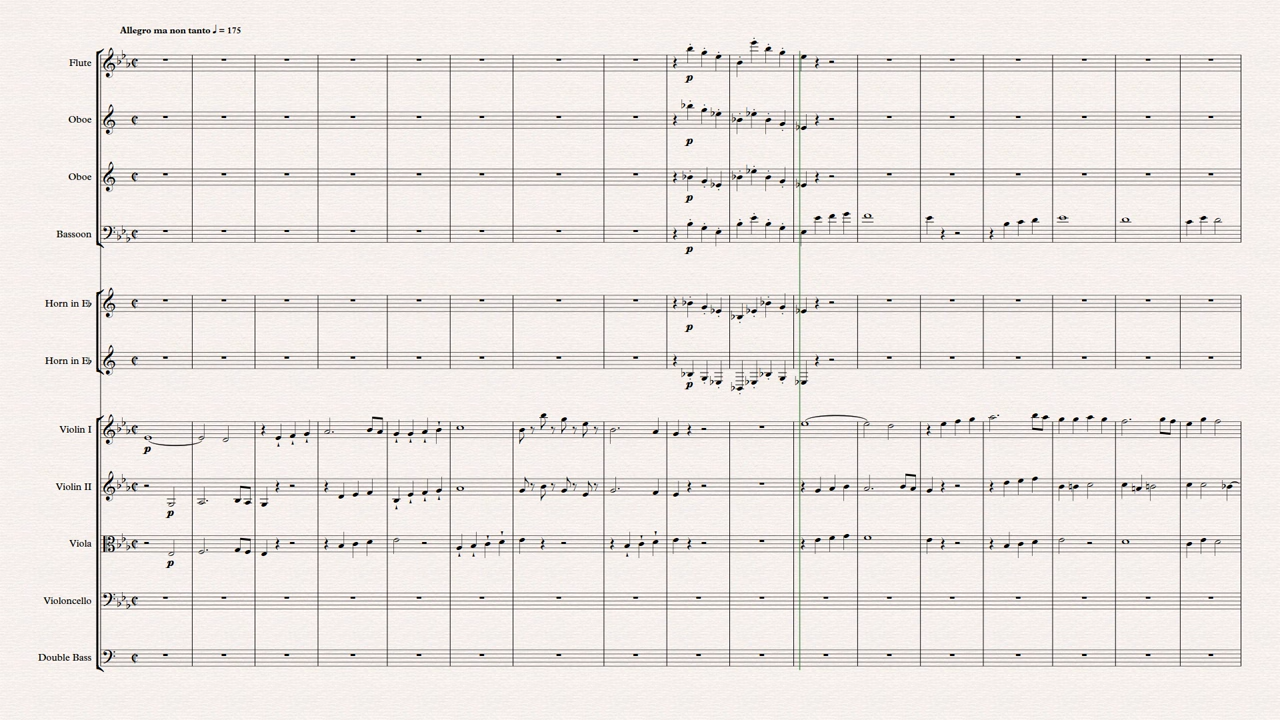 Allegro ma non tanto ♩ = 175
Flute
p
Oboe
p
Oboe
p
Bassoon
p
Horn in E♭
p
Horn in E♭
p
Violin I
p
Violin II
p
Viola
p
Violoncello
Double Bass